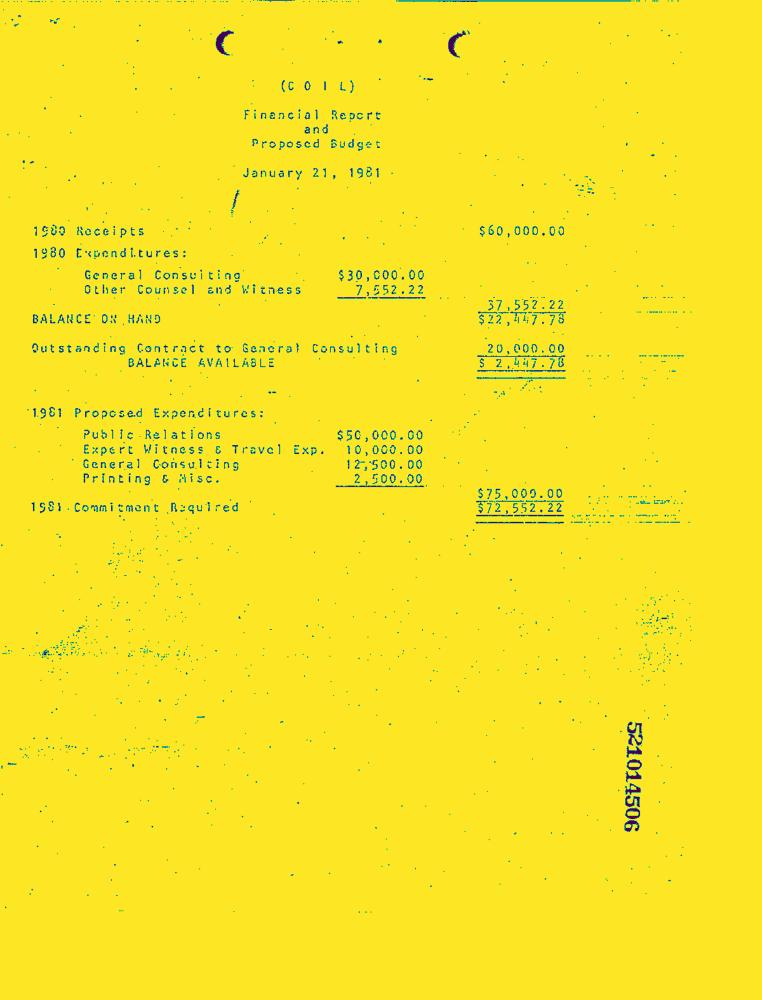 (C O I L)
Financial Report
and
Proposed Budget
January 21, 1981
1980 Receipts $60,000.00
1980 Expenditures:
General Consulting $30,000.00
Other Counsel and Witness 7,552.22
37,552.22
BALANCE ON HAND $22,447.78
Outstanding Contract to General Consulting 20,000.00
BALANCE AVAILABLE $ 2,447.78
1981 Proposed Expenditures:
Public Relations $50,000.00
Expert Witness & Travel Exp. 10,000.00
General Consulting 12,500.00
Printing & Misc. 2,500.00
$75,000.00
1981 Commitment Required $72,552.22
521014506